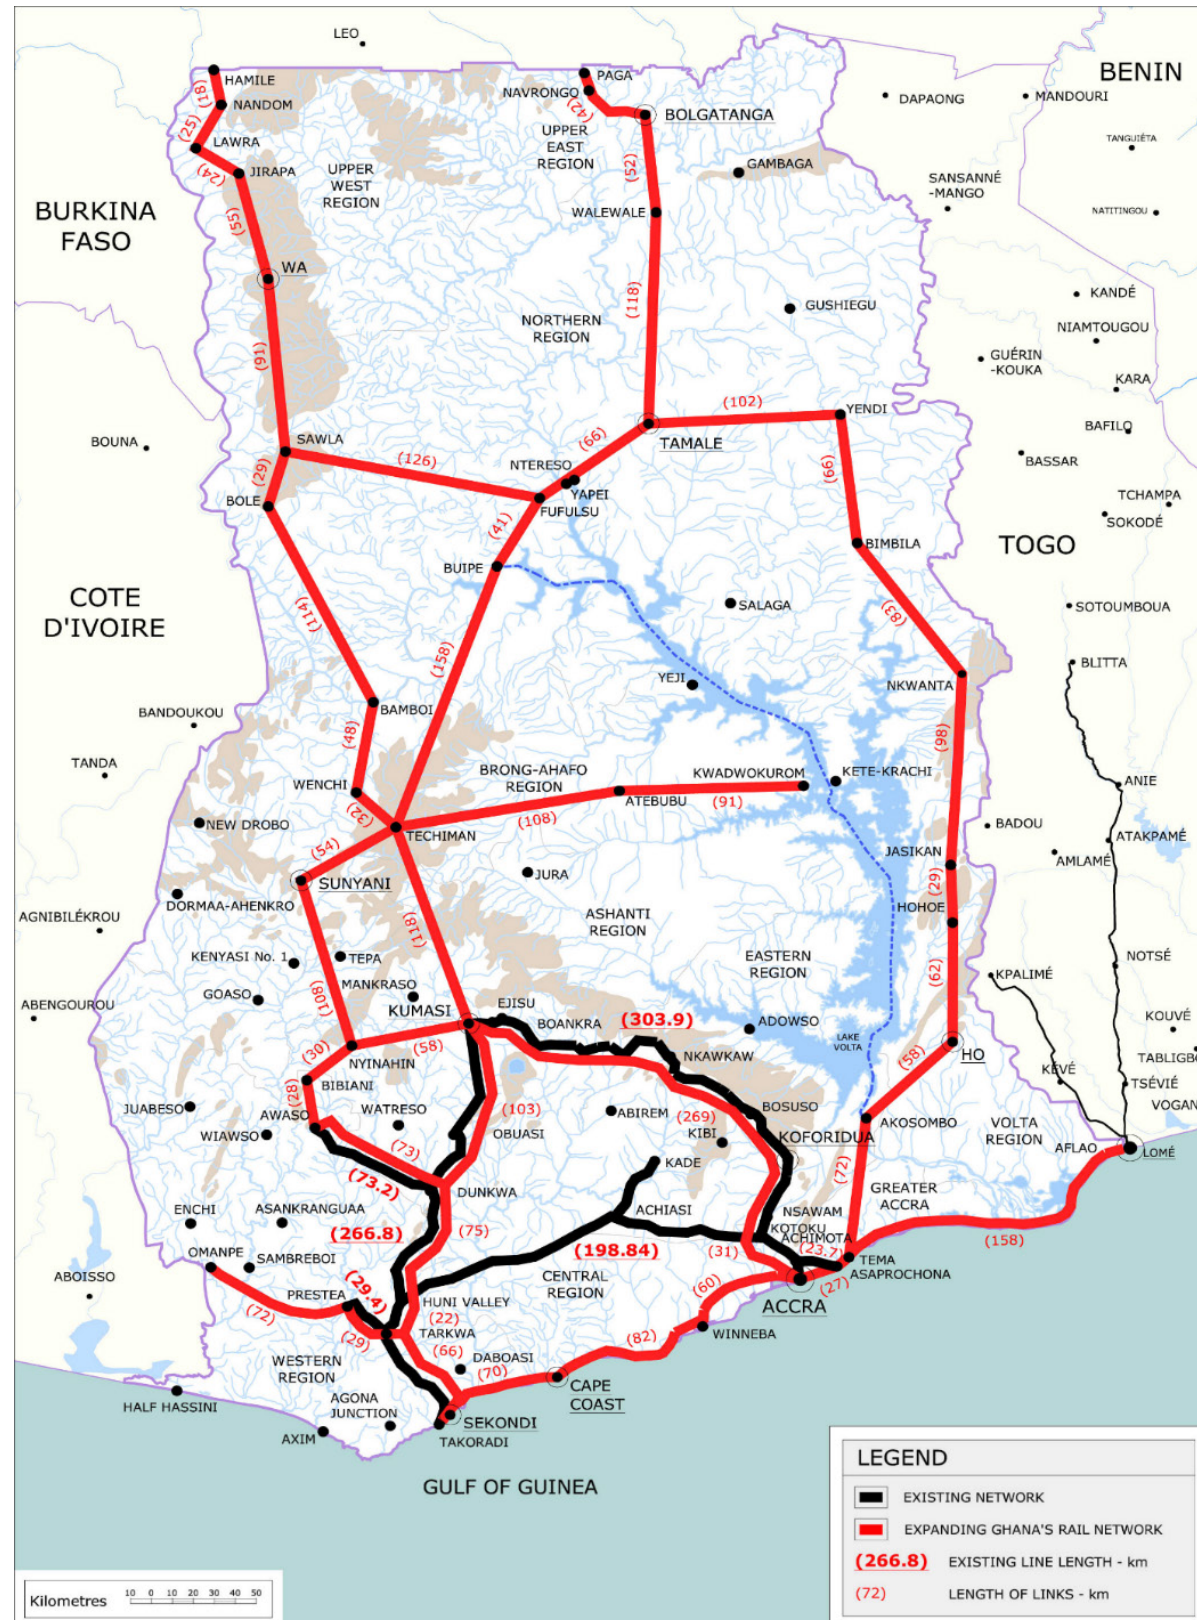 LEO
BENIN
HAMILE
PAGA
(18)
NANDOM
NAVRONGO
(42)
DAPAONG
MANDOURI
BOLGATANGA
(25)
LAWRA
UPPER
EAST
REGION
TANGUIÉTA
(24)
JIRAPA
UPPER
WEST
REGION
(52)
GAMBAGA
SANSANNÉ
-MANGO
BURKINA
FASO
(55)
WALEWALE
NATITINGOU
WA
(118)
KANDÉ
GUSHIEGU
NORTHERN
REGION
NIAMTOUGOU
(91)
GUÉRIN
-KOUKA
KARA
(102)
YENDI
BAFILO
BOUNA
SAWLA
TAMALE
(66)
(126)
NTERESO
BASSAR
(29)
YAPEI
(69)
TCHAMPA
BOLE
FUFULSU
SOKODÉ
(41)
BIMBILA
TOGO
BUIPE
COTE
D'IVOIRE
SALAGA
SOTOUMBOUA
(114)
(83)
(158)
BLITTA
YEJI
NKWANTA
BANDOUKOU
BAMBOI
(48)
(98)
TANDA
BRONG-AHAFO
REGION
KWADWOKUROM
KETE-KRACHI
ANIE
WENCHI
ATEBUBU
(91)
(32)
(108)
NEW DROBO
TECHIMAN
BADOU
ATAKPAMÉ
(54)
JASIKAN
AMLAMÉ
SUNYANI
JURA
(29)
DORMAA-AHENKRO
HOHOE
AGNIBILÉKROU
ASHANTI
REGION
(118)
KENYASI No. 1
TEPA
EASTERN
REGION
(62)
KPALIMÉ
NOTSÉ
MANKRASO
GOASO
(108)
KUMASI
EJISU
BOANKRA
(303.9)
ADOWSO
ABENGOUROU
KOUVÉ
LAKE
VOLTA
(58)
NYINAHIN
NKAWKAW
HO
TABLIGBO
(30)
(58)
KÉVÉ
BIBIANI
(28)
TSÉVIÉ
JUABESO
AWASO
WATRESO
(103)
ABIREM
(269)
BOSUSO
AKOSOMBO
VOGAN
WIAWSO
OBUASI
KIBI
KOFORIDUA
VOLTA
REGION
AFLAO
LOMÉ
(73)
KADE
(72)
(73.2)
DUNKWA
GREATER
ACCRA
ENCHI
ASANKRANGUAA
ACHIASI
NSAWAM
(266.8)
(75)
KOTOKU
ACHIMOTA
OMANPE
SAMBREBOI
(198.84)
(31)
(23.7)
(158)
TEMA
ABOISSO
CENTRAL
REGION
ASAPROCHONA
(29.4)
(27)
PRESTEA
HUNI VALLEY
(60)
ACCRA
(72)
(22)
(29)
TARKWA
WINNEBA
(66)
(82)
WESTERN
REGION
DABOASI
(70)
CAPE
COAST
HALF HASSINI
AGONA
JUNCTION
SEKONDI
AXIM
TAKORADI
GULF OF GUINEA
LEGEND
EXISTING NETWORK
EXPANDING GHANA'S RAIL NETWORK
(266.8) EXISTING LINE LENGTH - km
(72) LENGTH OF LINKS - km
Kilometres 10 0 10 20 30 40 50